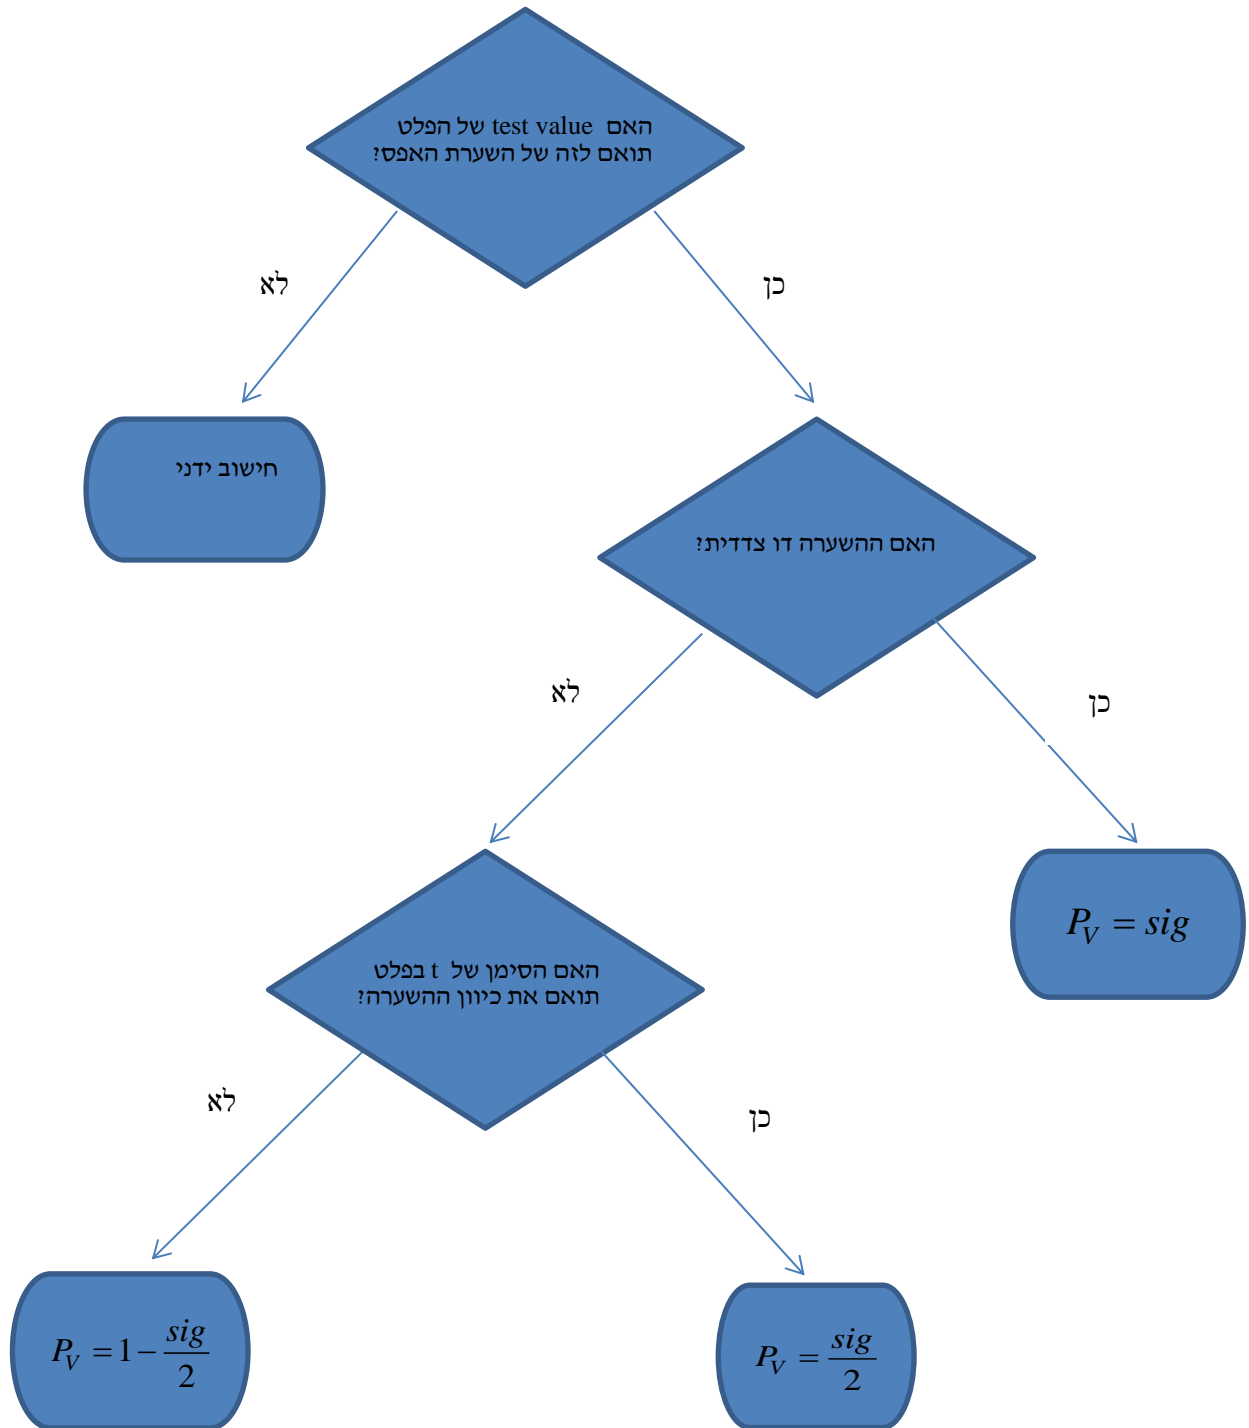 האם test value של הפלט
תואם לזה של השערת האפס?
לא
כן
חישוב ידני
האם ההשערה דו צדדית?
לא
כן
P_V = sig
האם הסימן של t בפלט
תואם את כיוון ההשערה?
לא
כן
P_V = 1 − sig/2
P_V = sig/2